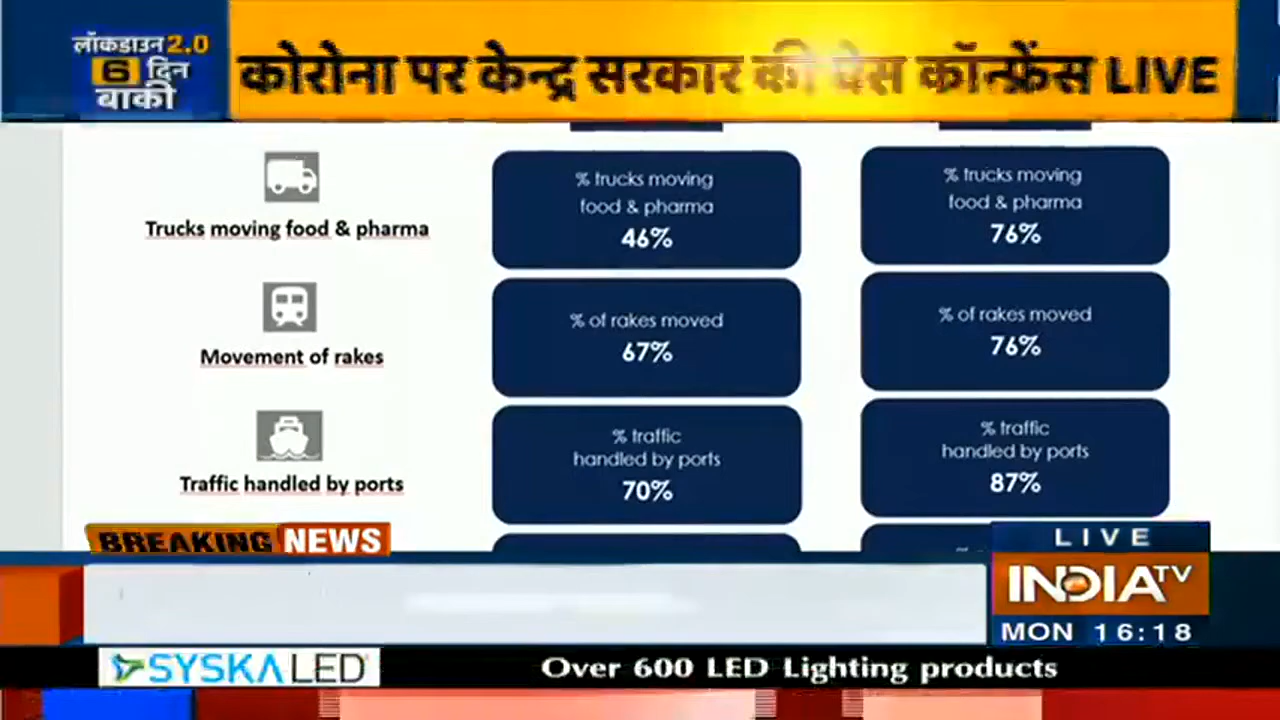 लॉकडाउन 2.0
6 दिन
बाकी
कोरोना पर केन्द्र सरकार की प्रेस कॉन्फ्रेंस LIVE
Trucks moving food & pharma
% trucks moving
food & pharma
46%
% trucks moving
food & pharma
76%
Movement of rakes
% of rakes moved
67%
% of rakes moved
76%
Traffic handled by ports
% traffic
handled by ports
70%
% traffic
handled by ports
87%
BREAKING NEWS
LIVE
INDIA TV
MON 16:18
SYSKA LED
Over 600 LED Lighting products